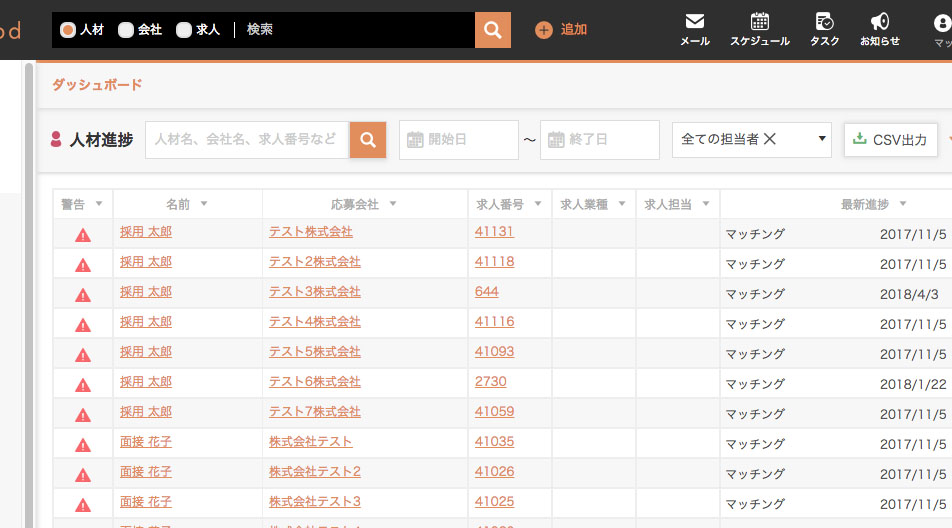 od
人材 会社 求人 検索 追加 メール スケジュール タスク お知らせ マッ
ダッシュボード
人材進捗 人材名、会社名、求人番号など 開始日 〜 終了日 全ての担当者 CSV出力
警告 名前 応募会社 求人番号 求人業種 求人担当 最新進捗
採用 太郎 テスト株式会社 41131 マッチング 2017/11/5
採用 太郎 テスト2株式会社 41118 マッチング 2017/11/5
採用 太郎 テスト3株式会社 644 マッチング 2018/4/3
採用 太郎 テスト4株式会社 41116 マッチング 2017/11/5
採用 太郎 テスト5株式会社 41093 マッチング 2017/11/5
採用 太郎 テスト6株式会社 2730 マッチング 2018/1/22
採用 太郎 テスト7株式会社 41059 マッチング 2017/11/5
面接 花子 株式会社テスト 41035 マッチング 2017/11/5
面接 花子 株式会社テスト2 41026 マッチング 2017/11/5
面接 花子 株式会社テスト3 41025 マッチング 2017/11/5